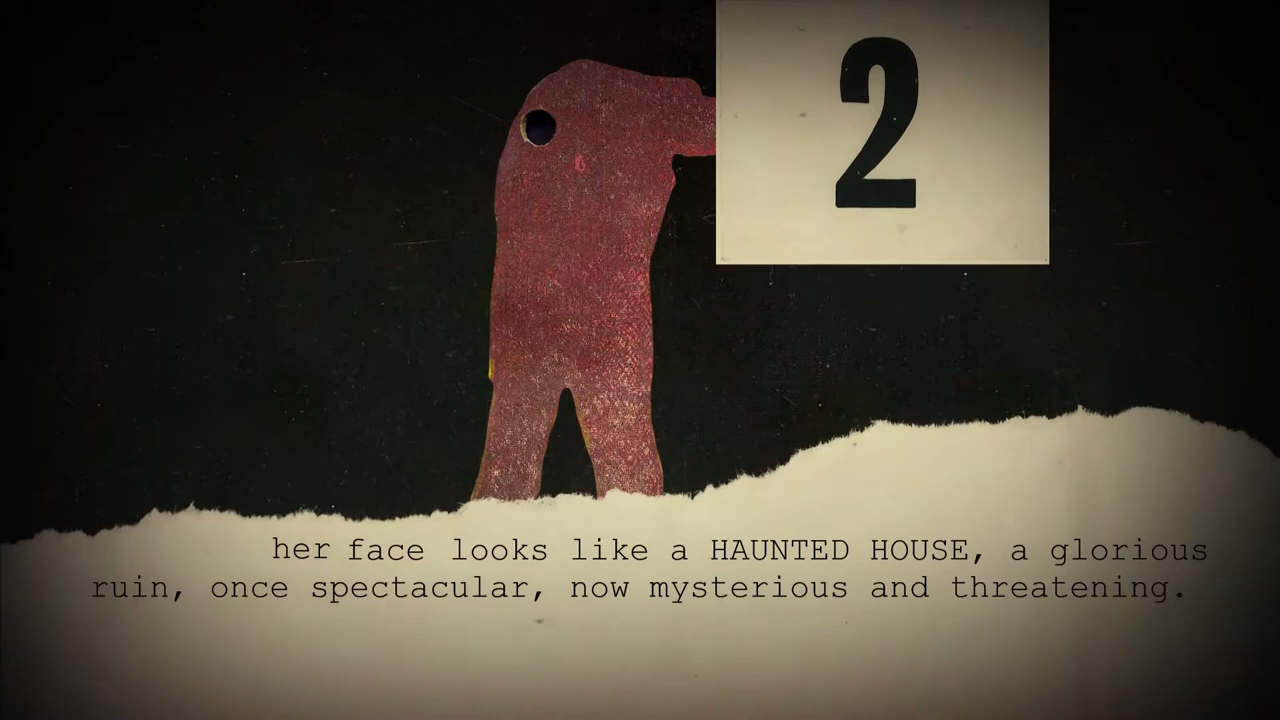 2
her face looks like a HAUNTED HOUSE, a glorious
ruin, once spectacular, now mysterious and threatening.